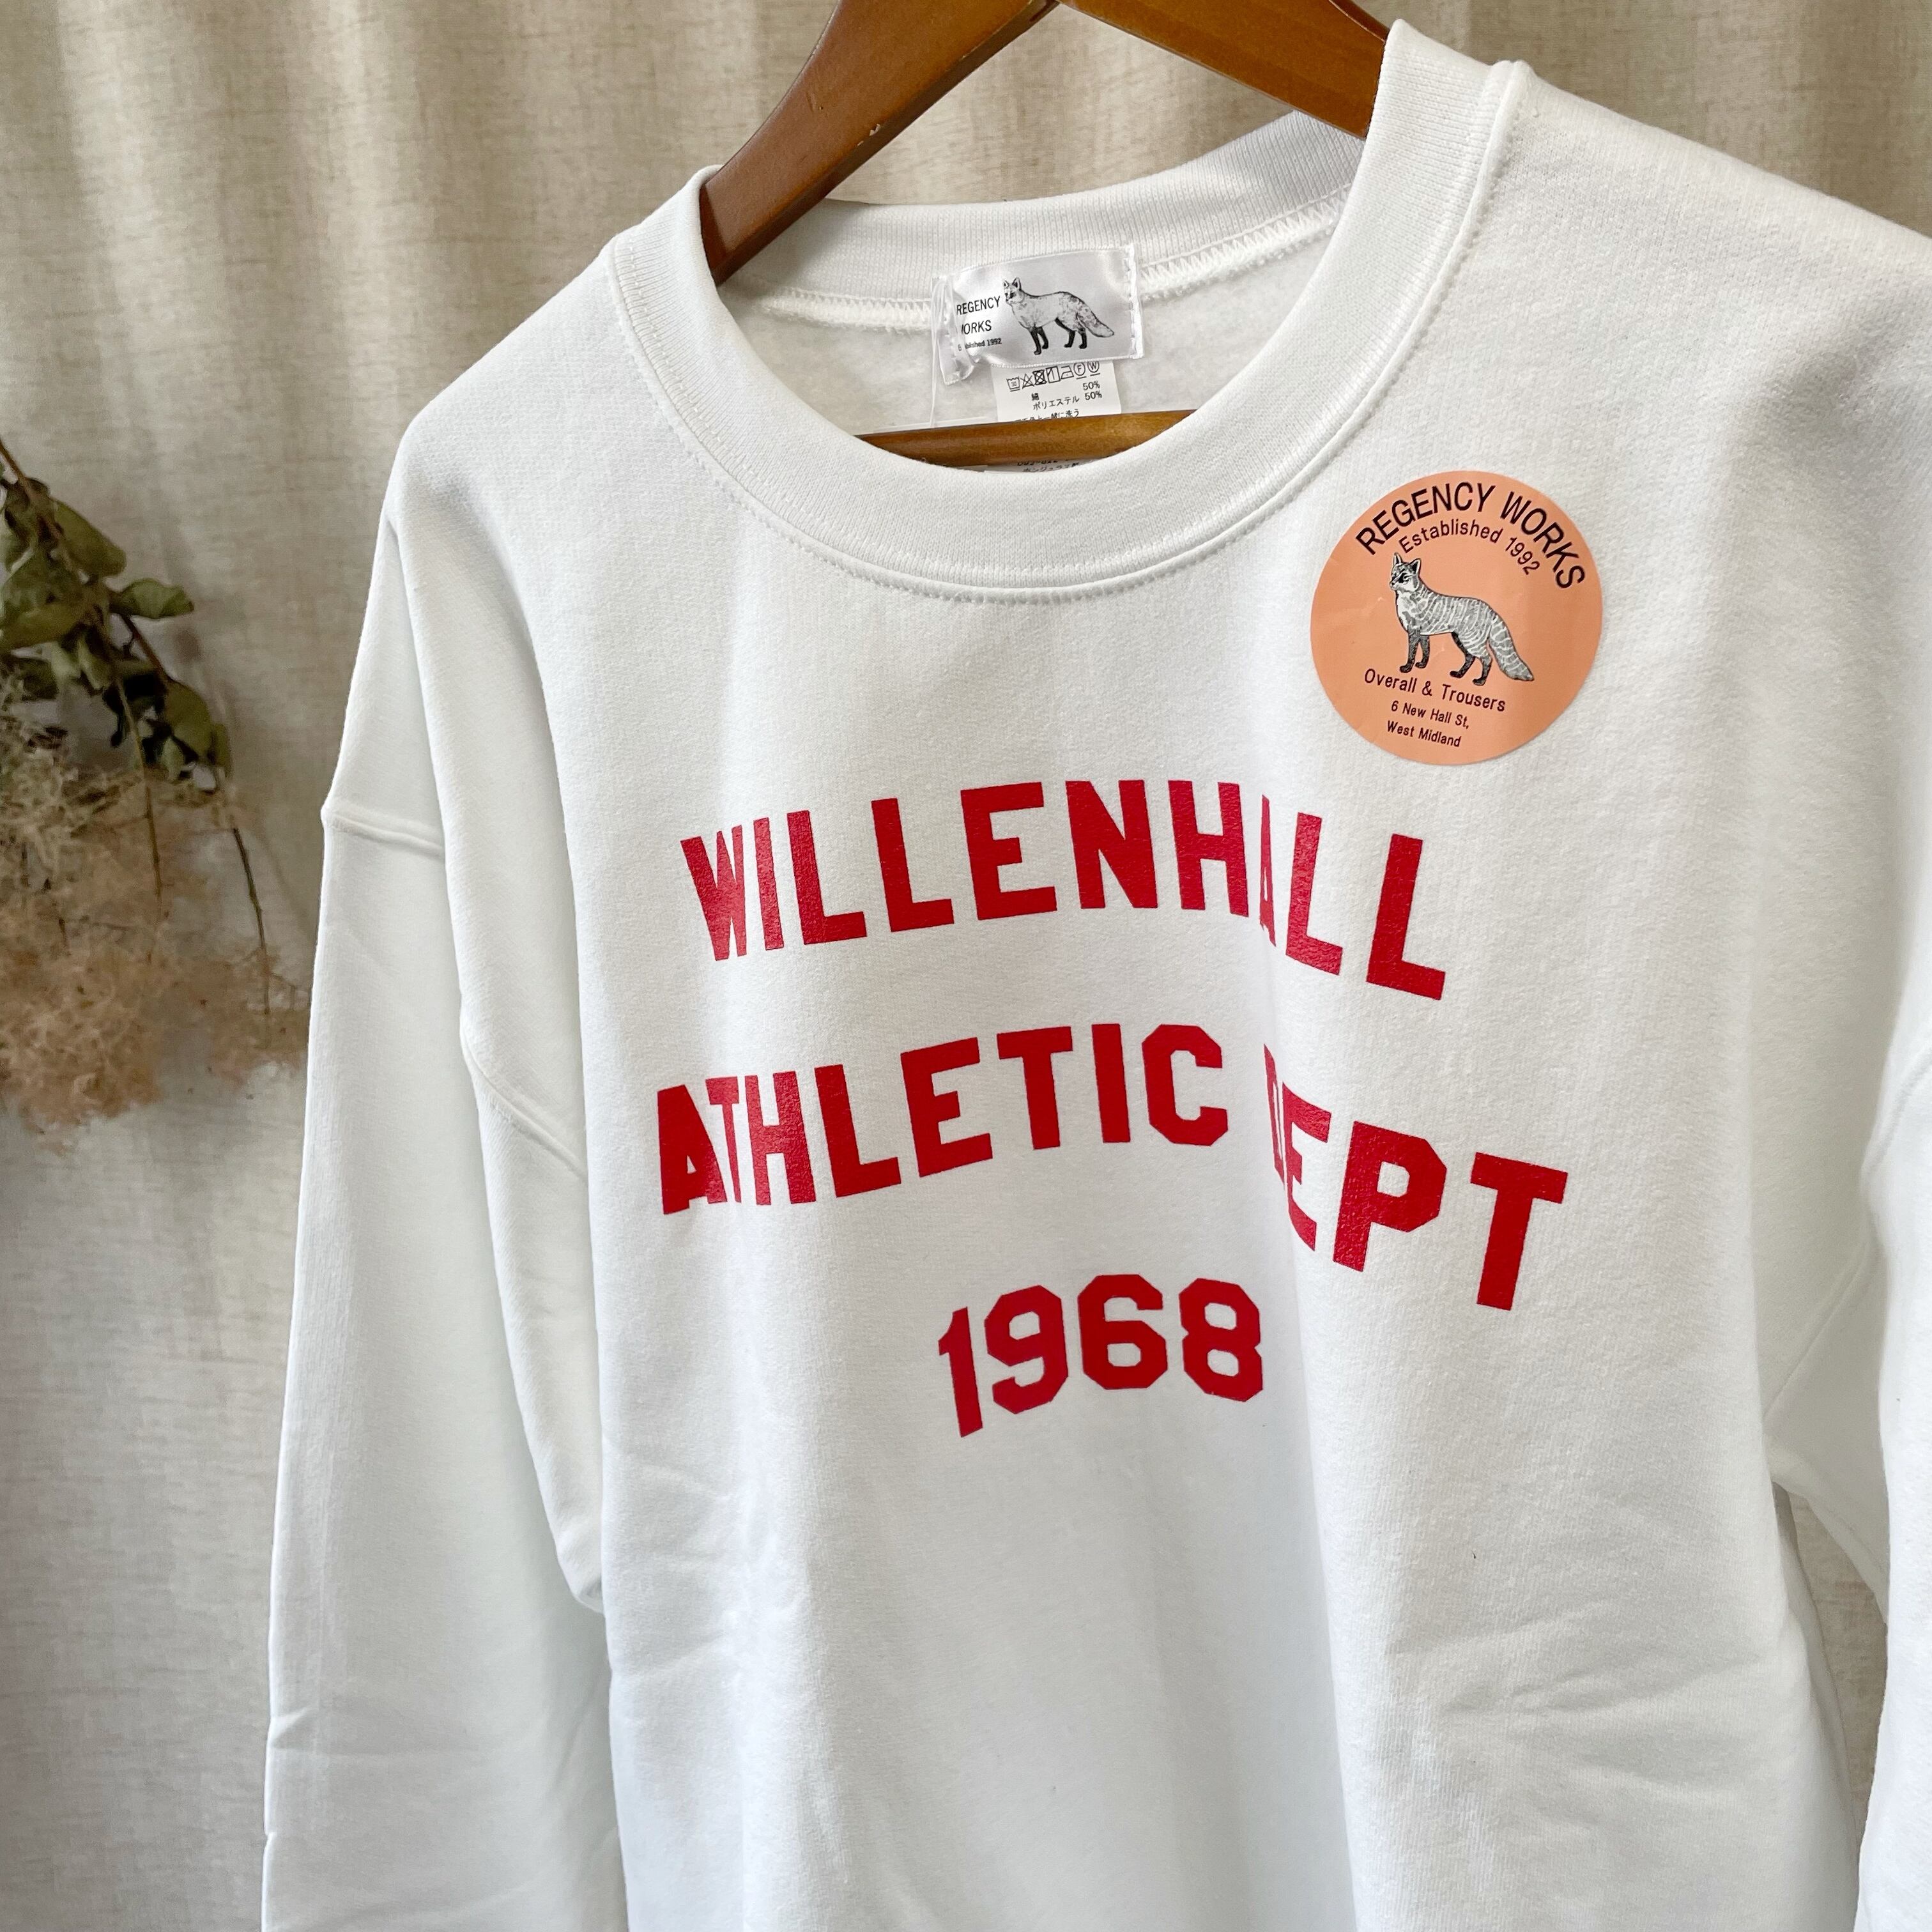 REGENCY
WORKS
1992
50%
綿
ポリエステル 50%
REGENCY WORKS
Established 1992
Overall & Trousers
6 New Hall St,
West Midland
WILLENHALL
ATHLETIC DEPT
1968